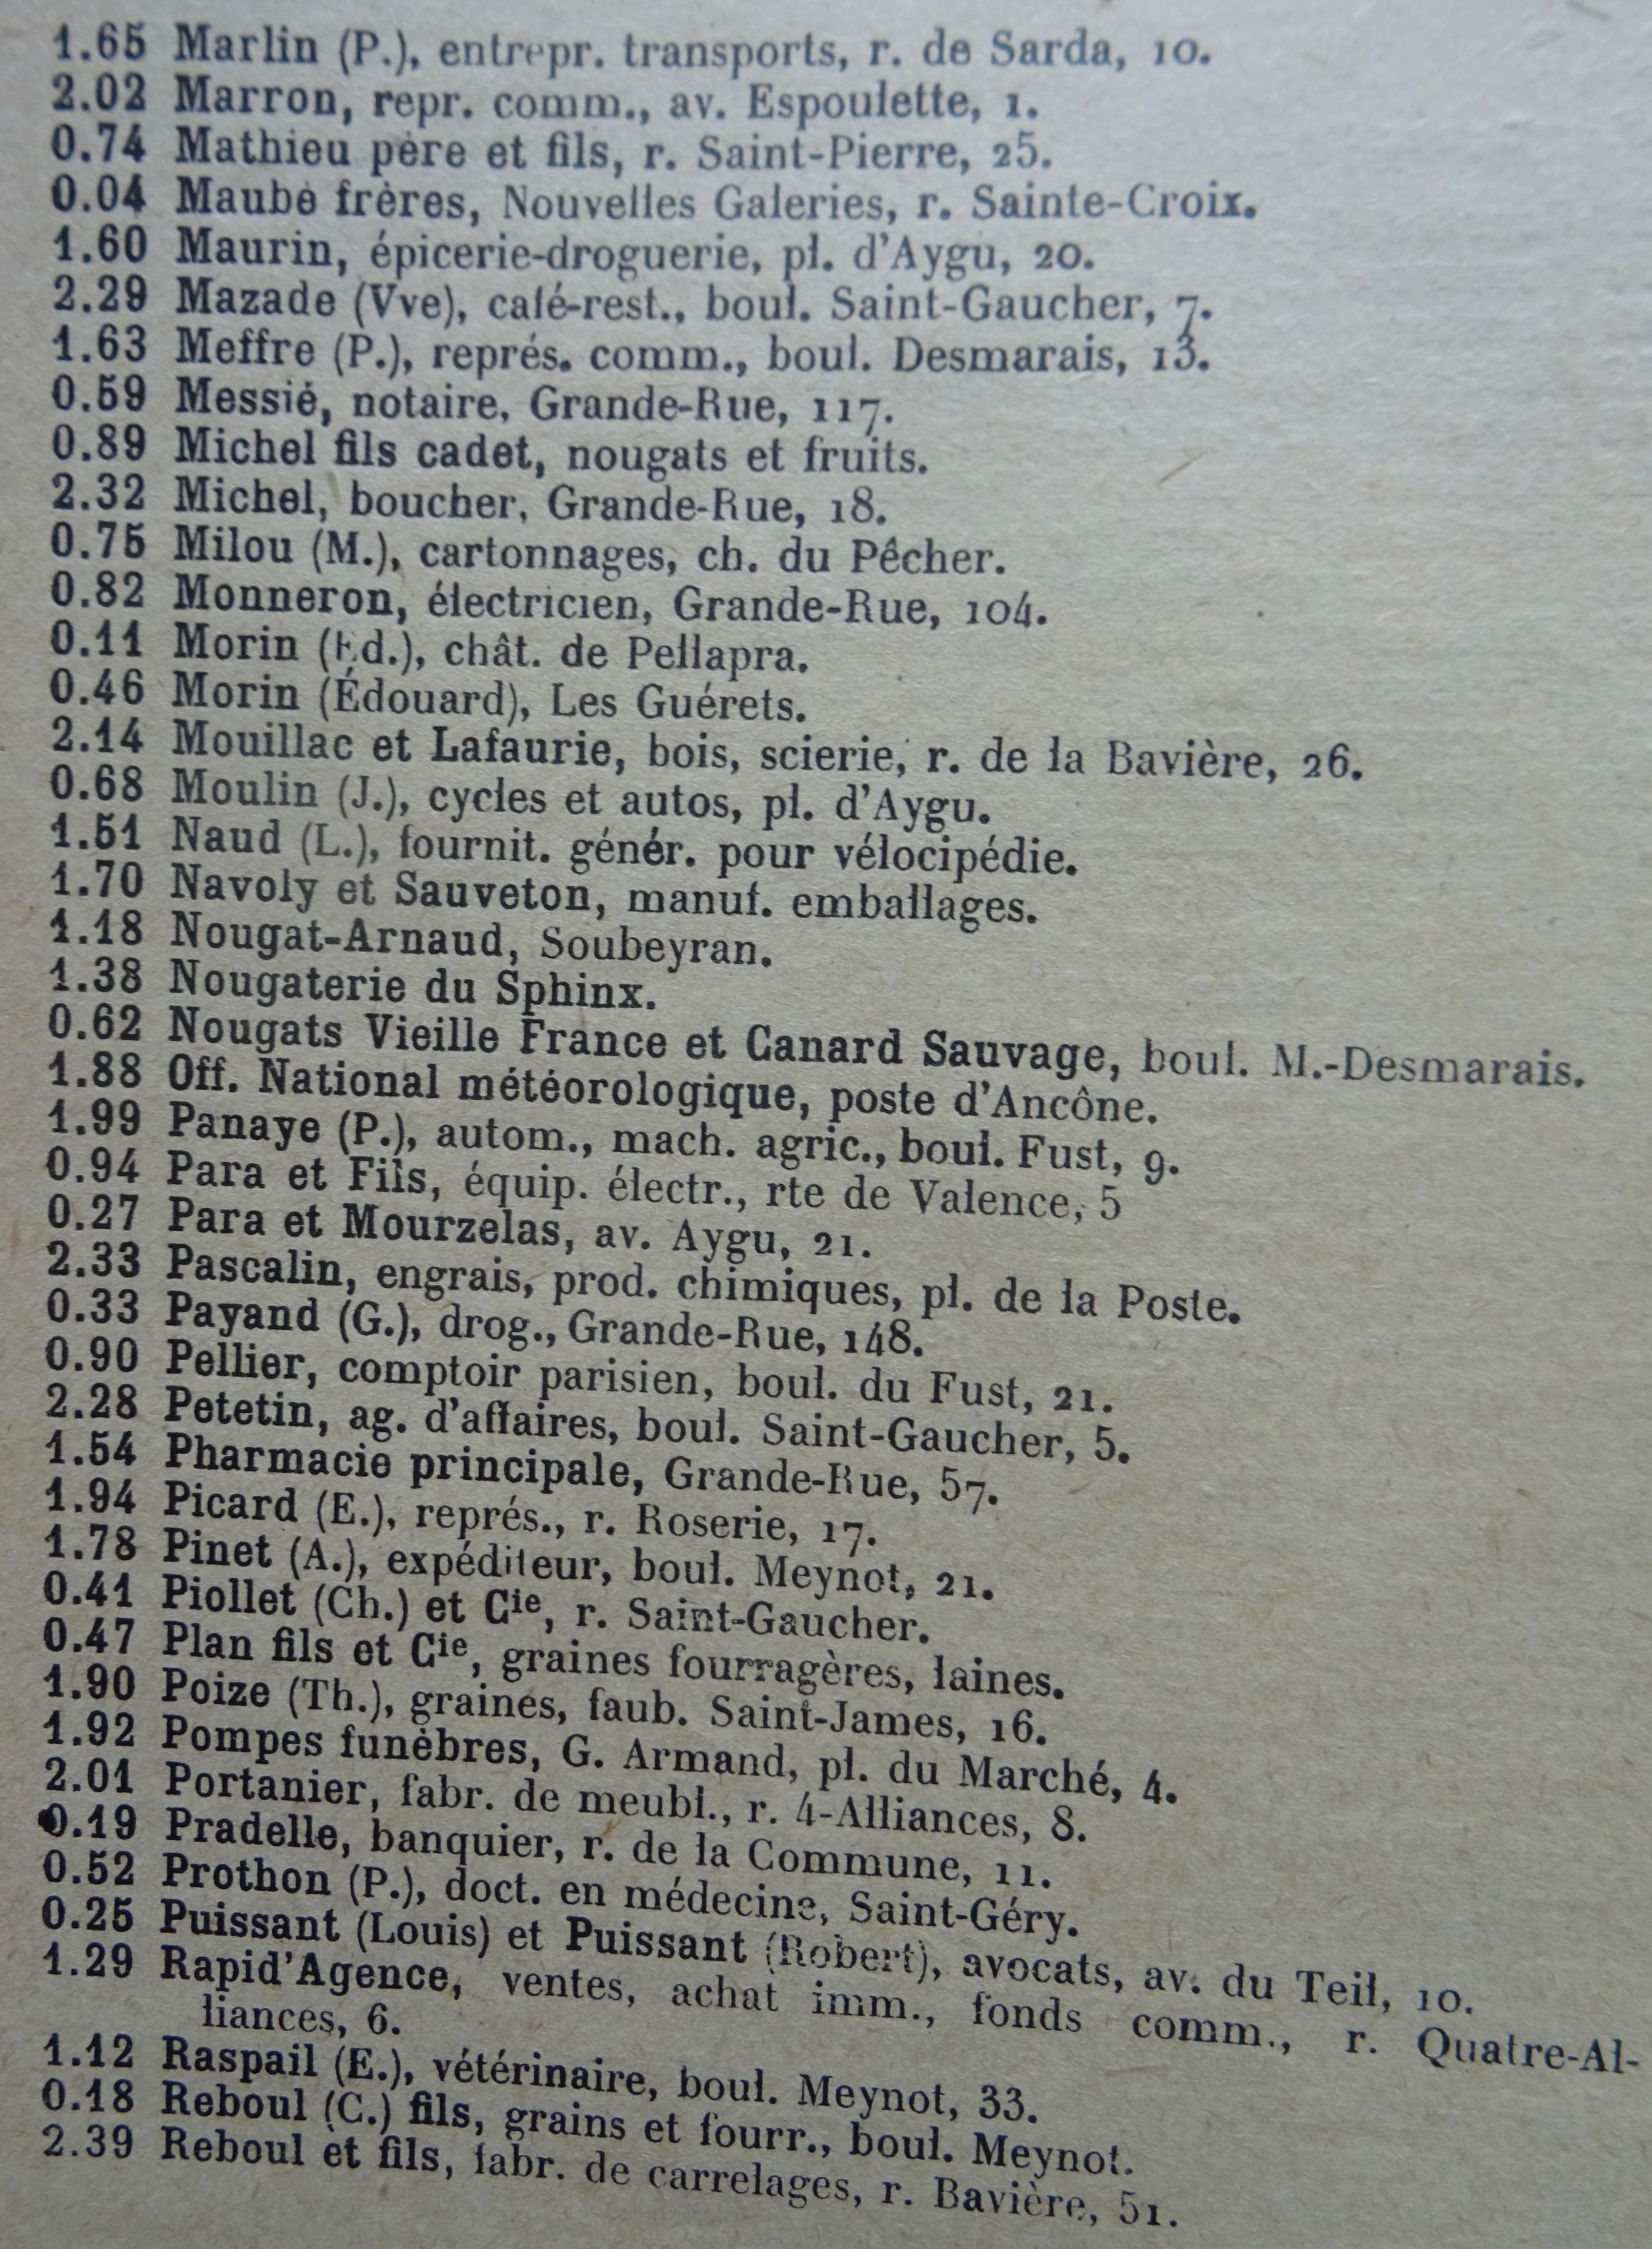 1.65 Marlin (P.), entrepr. transports, r. de Sarda, 10.
2.02 Marron, repr. comm., av. Espoulette, 1.
0.74 Mathieu père et fils, r. Saint-Pierre, 25.
0.04 Maubé frères, Nouvelles Galeries, r. Sainte-Croix.
1.60 Maurin, épicerie-droguerie, pl. d'Aygu, 20.
2.29 Mazade (Vve), café-rest., boul. Saint-Gaucher, 7.
1.63 Meffre (P.), représ. comm., boul. Desmarais, 13.
0.59 Messié, notaire, Grande-Rue, 117.
0.89 Michel fils cadet, nougats et fruits.
2.32 Michel, boucher, Grande-Rue, 18.
0.75 Milou (M.), cartonnages, ch. du Pêcher.
0.82 Monneron, électricien, Grande-Rue, 104.
0.11 Morin (Ed.), chât. de Pellapra.
0.46 Morin (Édouard), Les Guérets.
2.14 Mouillac et Lafaurie, bois, scierie, r. de la Bavière, 26.
0.68 Moulin (J.), cycles et autos, pl. d'Aygu.
1.51 Naud (L.), fournit. génér. pour vélocipédie.
1.70 Navoly et Sauveton, manuf. emballages.
1.18 Nougat-Arnaud, Soubeyran.
1.38 Nougaterie du Sphinx.
0.62 Nougats Vieille France et Canard Sauvage, boul. M.-Desmarais.
1.88 Off. National météorologique, poste d'Ancône.
1.99 Panaye (P.), autom., mach. agric., boul. Fust, 9.
0.94 Para et Fils, équip. électr., rte de Valence, 5
0.27 Para et Mourzelas, av. Aygu, 21.
2.33 Pascalin, engrais, prod. chimiques, pl. de la Poste.
0.33 Payand (G.), drog., Grande-Rue, 148.
0.90 Pellier, comptoir parisien, boul. du Fust, 21.
2.28 Petetin, ag. d'affaires, boul. Saint-Gaucher, 5.
1.54 Pharmacie principale, Grande-Rue, 57.
1.94 Picard (E.), représ., r. Roserie, 17.
1.78 Pinet (A.), expéditeur, boul. Meynot, 21.
0.41 Piollet (Ch.) et Cie, r. Saint-Gaucher.
0.47 Plan fils et Cie, graines fourragères, laines.
1.90 Poize (Th.), graines, faub. Saint-James, 16.
1.92 Pompes funèbres, G. Armand, pl. du Marché, 4.
2.01 Portanier, fabr. de meubl., r. 4-Alliances, 8.
0.19 Pradelle, banquier, r. de la Commune, 11.
0.52 Prothon (P.), doct. en médecine, Saint-Géry.
0.25 Puissant (Louis) et Puissant (Robert), avocats, av. du Teil, 10.
1.29 Rapid'Agence, ventes, achat imm., fonds comm., r. Quatre-Al-
liances, 6.
1.12 Raspail (E.), vétérinaire, boul. Meynot, 33.
0.18 Reboul (C.) fils, grains et fourr., boul. Meynot.
2.39 Reboul et fils, fabr. de carrelages, r. Bavière, 51.